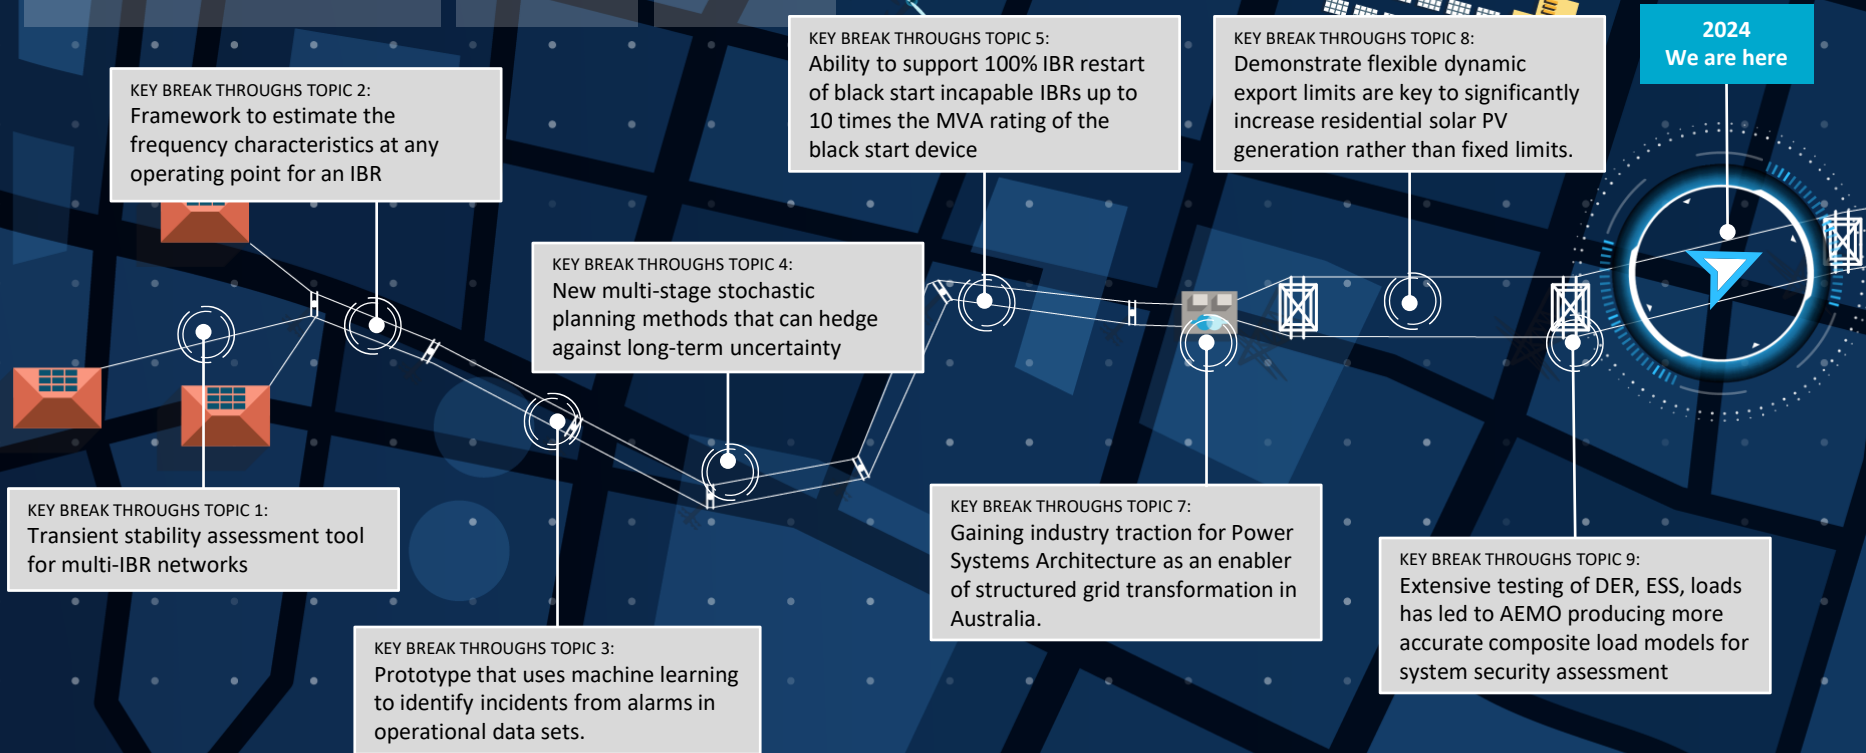 KEY BREAK THROUGHS TOPIC 5:
Ability to support 100% IBR restart
of black start incapable IBRs up to
10 times the MVA rating of the
black start device
KEY BREAK THROUGHS TOPIC 8:
Demonstrate flexible dynamic
export limits are key to significantly
increase residential solar PV
generation rather than fixed limits.
2024
We are here
KEY BREAK THROUGHS TOPIC 2:
Framework to estimate the
frequency characteristics at any
operating point for an IBR
KEY BREAK THROUGHS TOPIC 4:
New multi-stage stochastic
planning methods that can hedge
against long-term uncertainty
KEY BREAK THROUGHS TOPIC 1:
Transient stability assessment tool
for multi-IBR networks
KEY BREAK THROUGHS TOPIC 7:
Gaining industry traction for Power
Systems Architecture as an enabler
of structured grid transformation in
Australia.
KEY BREAK THROUGHS TOPIC 9:
Extensive testing of DER, ESS, loads
has led to AEMO producing more
accurate composite load models for
system security assessment
KEY BREAK THROUGHS TOPIC 3:
Prototype that uses machine learning
to identify incidents from alarms in
operational data sets.